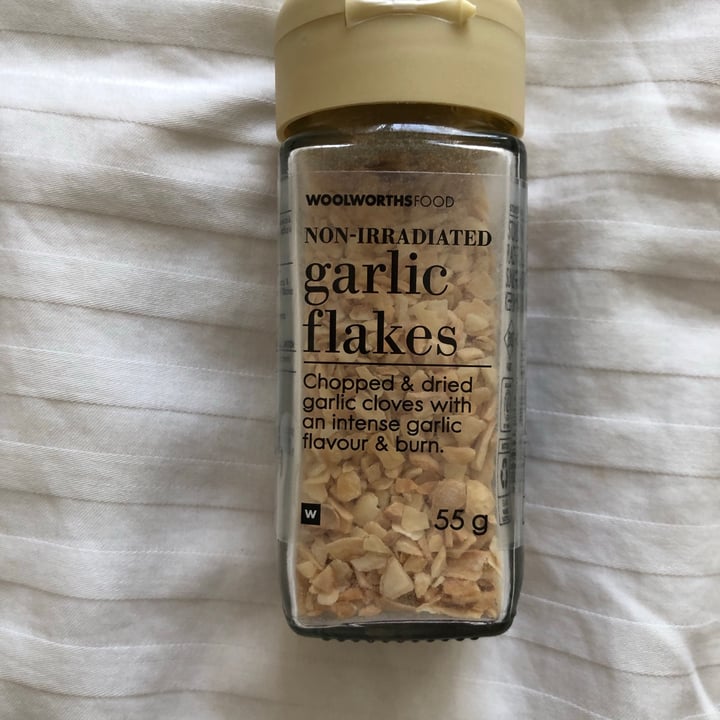 WOOLWORTHSFOOD
NON-IRRADIATED
garlic
flakes
Chopped & dried
garlic cloves with
an intense garlic
flavour & burn.
W
55 g